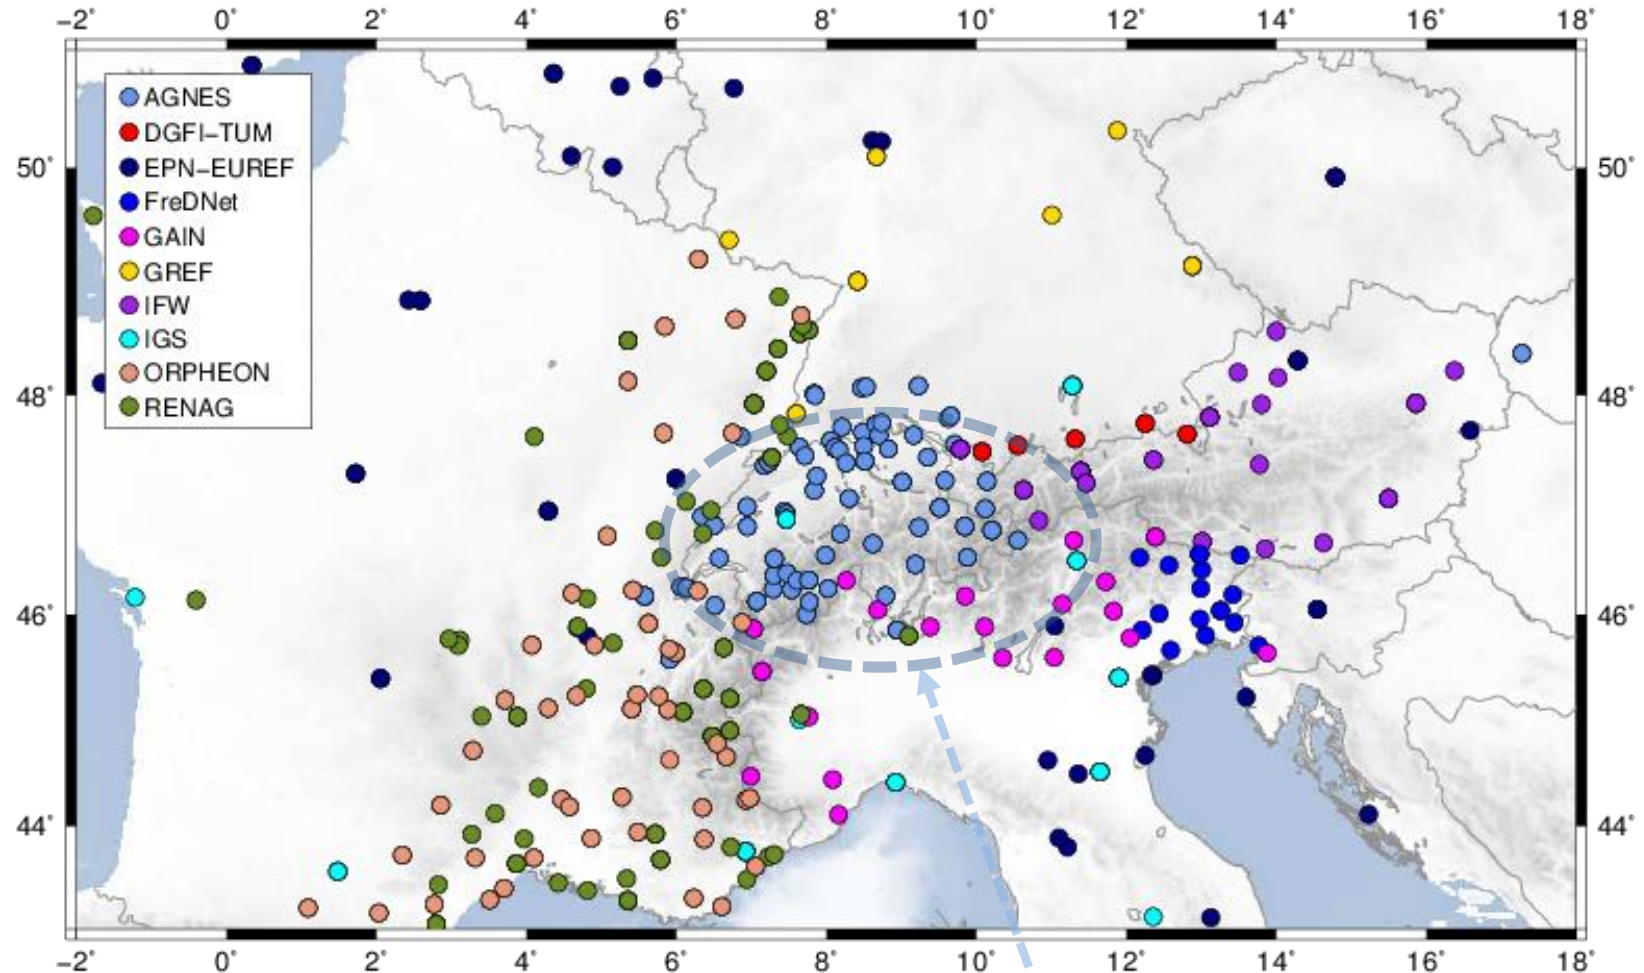 −2° 0° 2° 4° 6° 8° 10° 12° 14° 16° 18°
AGNES
DGFI−TUM
EPN−EUREF
FreDNet
GAIN
GREF
IFW
IGS
ORPHEON
RENAG
50° 50°
48° 48°
46° 46°
44° 44°
−2° 0° 2° 4° 6° 8° 10° 12° 14° 16° 18°